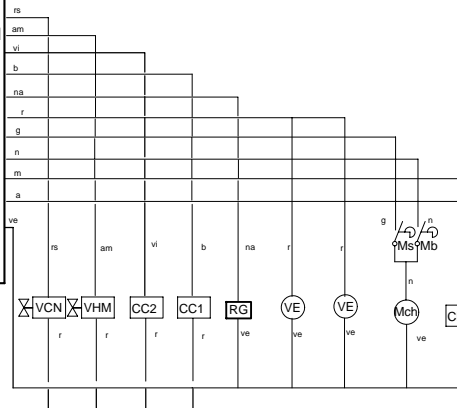 rs
am
vi
b
na
r
g
n
m
a
ve
g n
Ms Mb
rs am vi b na r r
n
VCN VHM CC2 CC1 RG VE VE Mch C
r r r r ve ve ve ve